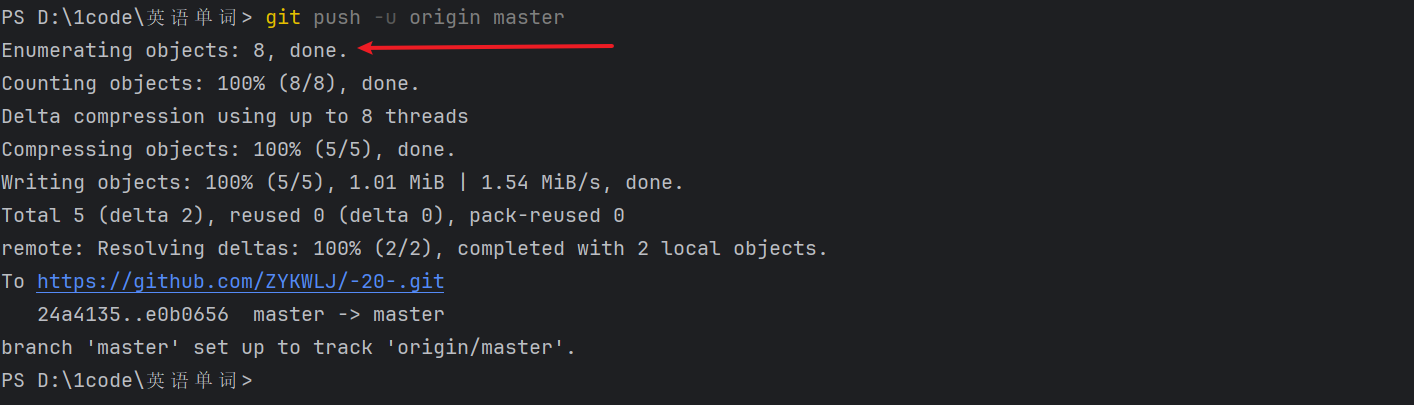 PS D:\1code\英语单词> git push -u origin master
Enumerating objects: 8, done.
Counting objects: 100% (8/8), done.
Delta compression using up to 8 threads
Compressing objects: 100% (5/5), done.
Writing objects: 100% (5/5), 1.01 MiB | 1.54 MiB/s, done.
Total 5 (delta 2), reused 0 (delta 0), pack-reused 0
remote: Resolving deltas: 100% (2/2), completed with 2 local objects.
To https://github.com/ZYKWLJ/-20-.git
   24a4135..e0b0656  master -> master
branch 'master' set up to track 'origin/master'.
PS D:\1code\英语单词>